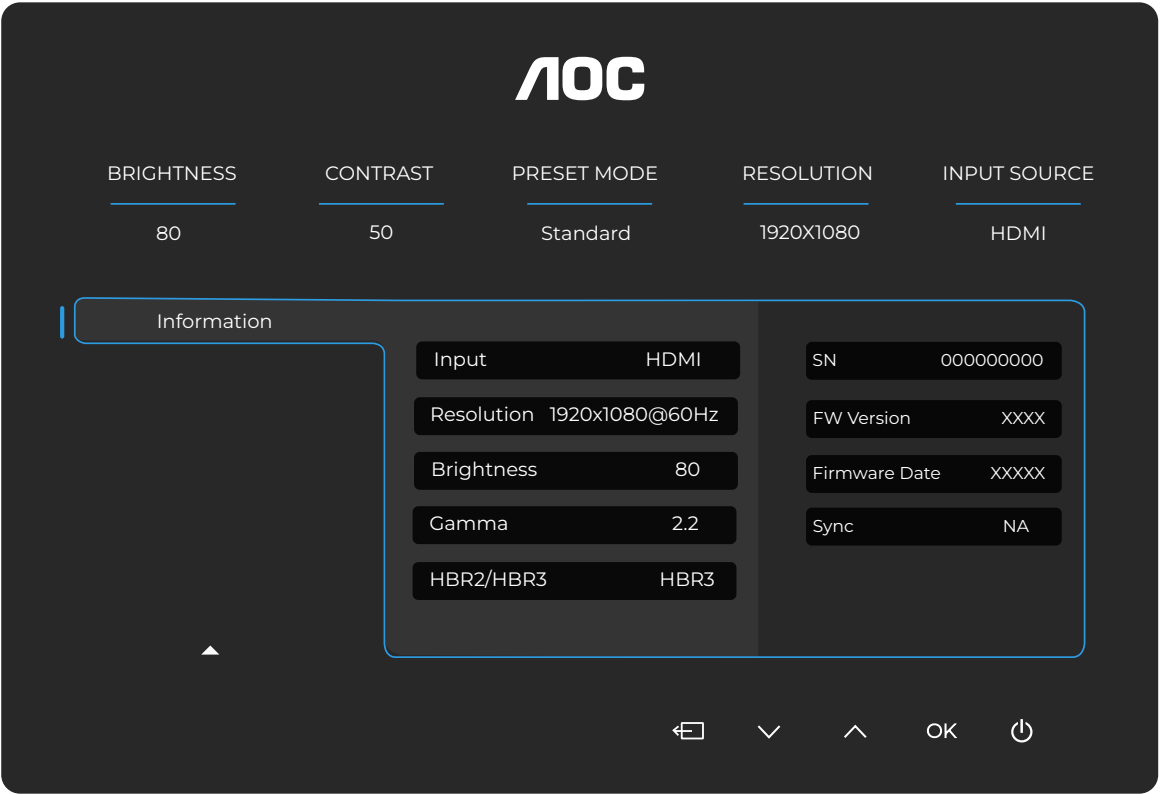 AOC
BRIGHTNESS CONTRAST PRESET MODE RESOLUTION INPUT SOURCE
80 50 Standard 1920X1080 HDMI
Information
Input HDMI
SN 000000000
Resolution 1920x1080@60Hz
FW Version XXXX
Brightness 80
Firmware Date XXXXX
Gamma 2.2
Sync NA
HBR2/HBR3 HBR3
OK